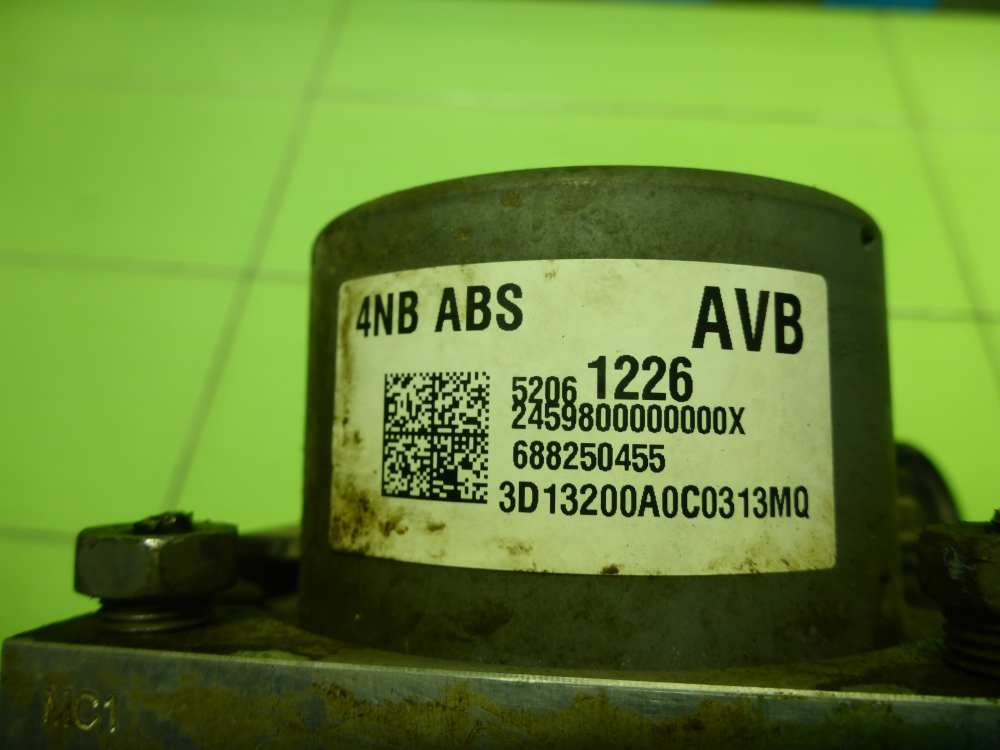 4NB ABS AVB
5206 1226
2459800000000X
688250455
3D13200A0C0313MQ
MC1